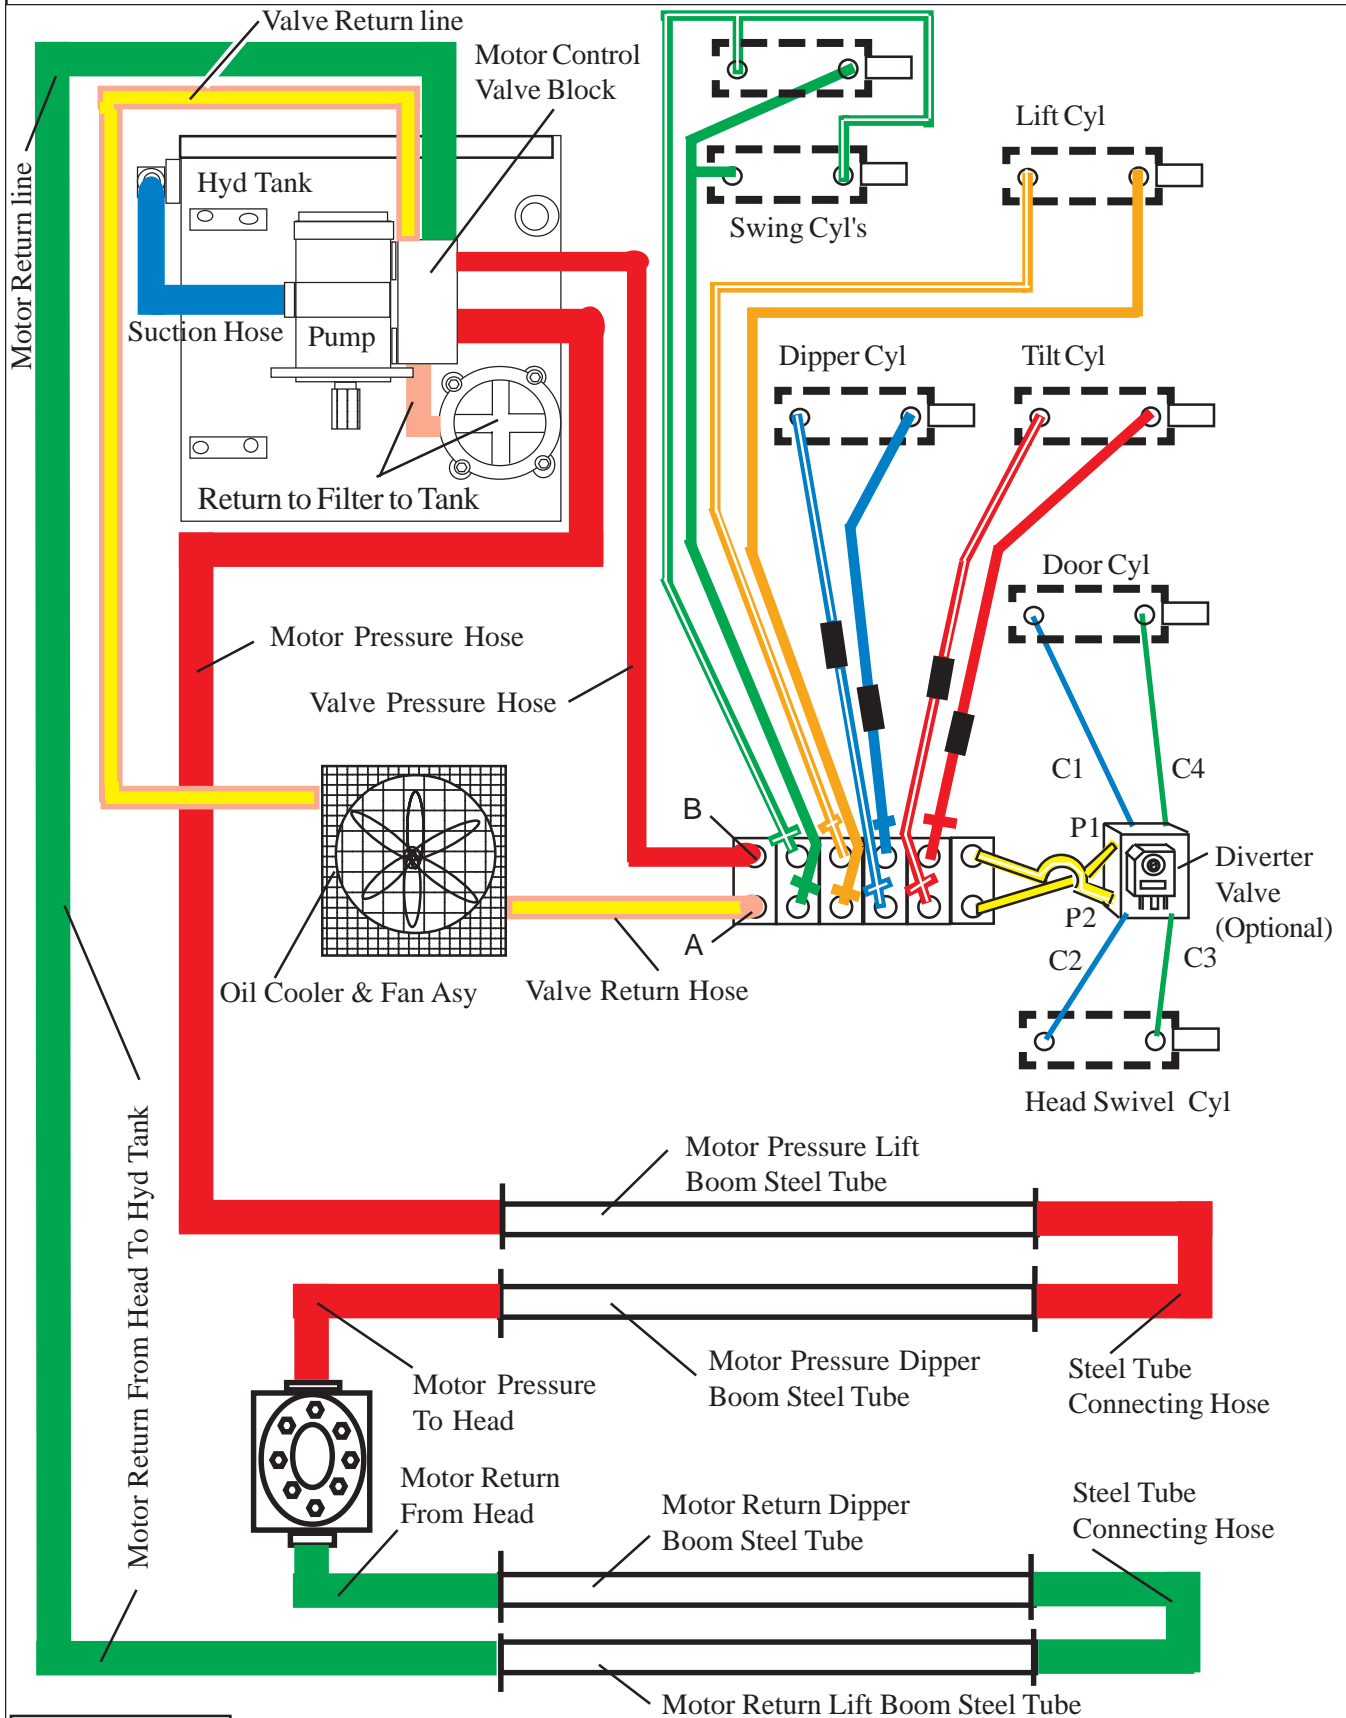 Valve Return line
Motor Control
Valve Block
Motor Return line
Hyd Tank
Suction Hose
Pump
Return to Filter to Tank
Swing Cyl's
Lift Cyl
Dipper Cyl
Tilt Cyl
Door Cyl
Motor Pressure Hose
Valve Pressure Hose
C1
C4
B
P1
Diverter
Valve
(Optional)
P2
A
C2
C3
Oil Cooler & Fan Asy
Valve Return Hose
Head Swivel Cyl
Motor Return From Head To Hyd Tank
Motor Pressure Lift
Boom Steel Tube
Motor Pressure Dipper
Boom Steel Tube
Steel Tube
Connecting Hose
Motor Pressure
To Head
Motor Return
From Head
Motor Return Dipper
Boom Steel Tube
Steel Tube
Connecting Hose
Motor Return Lift Boom Steel Tube